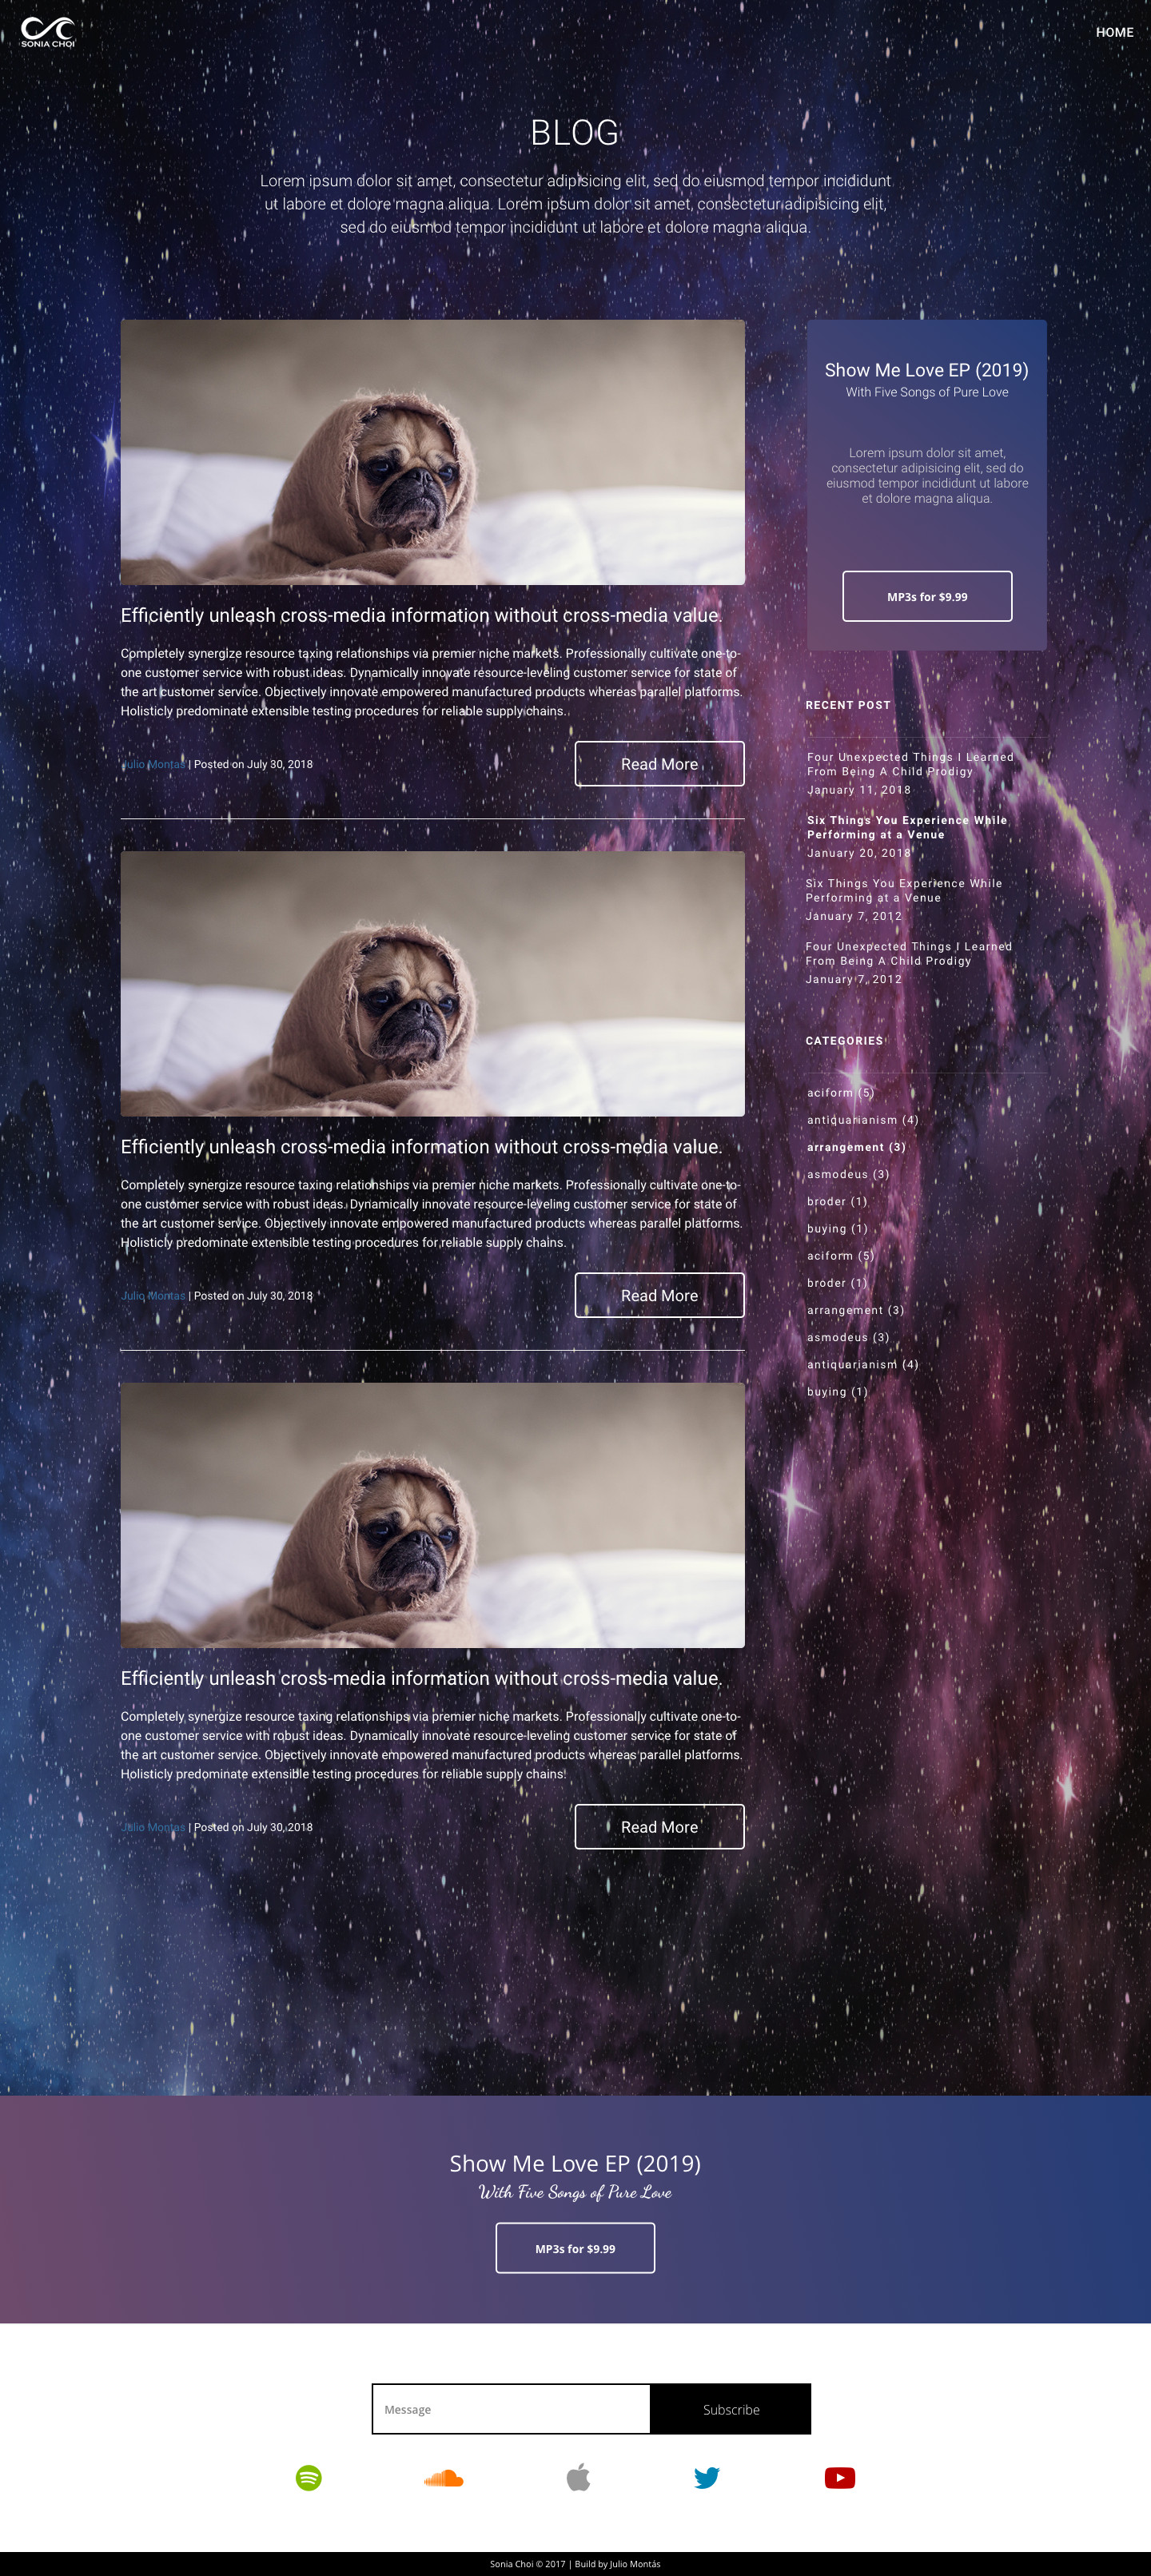 SONIA CHOI
HOME
BLOG
Lorem ipsum dolor sit amet, consectetur adipisicing elit, sed do eiusmod tempor incididunt
ut labore et dolore magna aliqua. Lorem ipsum dolor sit amet, consectetur adipisicing elit,
sed do eiusmod tempor incididunt ut labore et dolore magna aliqua.
Efficiently unleash cross-media information without cross-media value.
Completely synergize resource taxing relationships via premier niche markets. Professionally cultivate one-to-
one customer service with robust ideas. Dynamically innovate resource-leveling customer service for state of
the art customer service. Objectively innovate empowered manufactured products whereas parallel platforms.
Holisticly predominate extensible testing procedures for reliable supply chains.
Julio Montas | Posted on July 30, 2018
Read More
Efficiently unleash cross-media information without cross-media value.
Completely synergize resource taxing relationships via premier niche markets. Professionally cultivate one-to-
one customer service with robust ideas. Dynamically innovate resource-leveling customer service for state of
the art customer service. Objectively innovate empowered manufactured products whereas parallel platforms.
Holisticly predominate extensible testing procedures for reliable supply chains.
Julio Montas | Posted on July 30, 2018
Read More
Efficiently unleash cross-media information without cross-media value.
Completely synergize resource taxing relationships via premier niche markets. Professionally cultivate one-to-
one customer service with robust ideas. Dynamically innovate resource-leveling customer service for state of
the art customer service. Objectively innovate empowered manufactured products whereas parallel platforms.
Holisticly predominate extensible testing procedures for reliable supply chains.
Julio Montas | Posted on July 30, 2018
Read More
Show Me Love EP (2019)
With Five Songs of Pure Love
Lorem ipsum dolor sit amet,
consectetur adipisicing elit, sed do
eiusmod tempor incididunt ut labore
et dolore magna aliqua.
MP3s for $9.99
RECENT POST
Four Unexpected Things I Learned
From Being A Child Prodigy
January 11, 2018
Six Things You Experience While
Performing at a Venue
January 20, 2018
Six Things You Experience While
Performing at a Venue
January 7, 2012
Four Unexpected Things I Learned
From Being A Child Prodigy
January 7, 2012
CATEGORIES
aciform (5)
antiquarianism (4)
arrangement (3)
asmodeus (3)
broder (1)
buying (1)
aciform (5)
broder (1)
arrangement (3)
asmodeus (3)
antiquarianism (4)
buying (1)
Show Me Love EP (2019)
With Five Songs of Pure Love
MP3s for $9.99
Message
Subscribe
Sonia Choi © 2017 | Build by Julio Montás